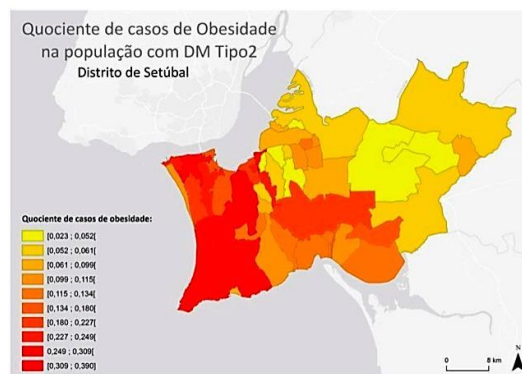 Quociente de casos de Obesidade
na população com DM Tipo2
Distrito de Setúbal
Quociente de casos de obesidade:
[0,023 ; 0,052[
[0,052 ; 0,061[
[0,061 ; 0,099[
[0,099 ; 0,115[
[0,115 ; 0,134[
[0,134 ; 0,180[
[0,180 ; 0,227[
[0,227 ; 0,249[
0,249 ; 0,309[
[0,309 ; 0,390]
N
0 8 km